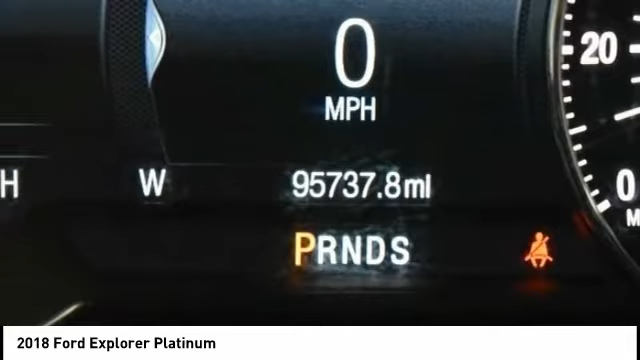 0
MPH
20
H
W
95737.8mi
0
M
PRNDS
2018 Ford Explorer Platinum